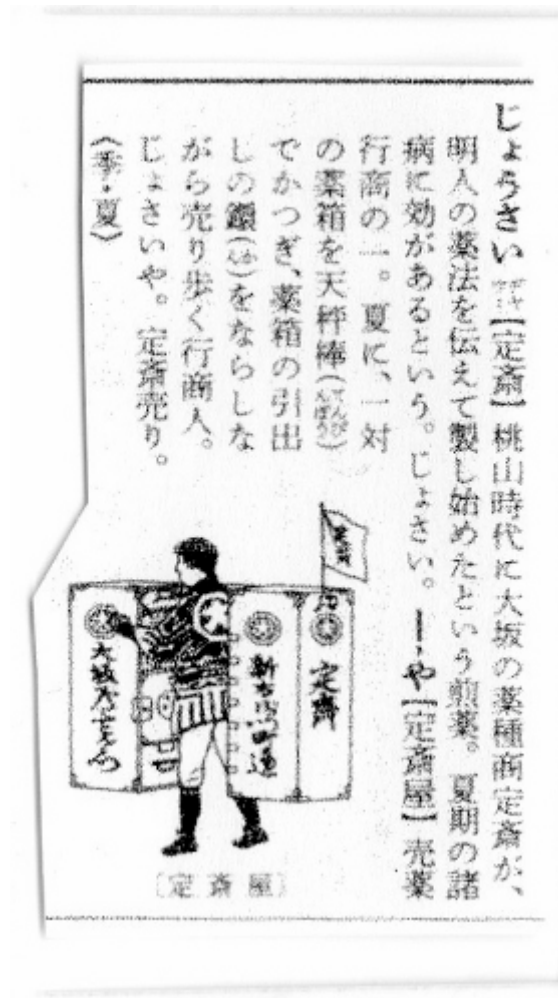 じょうさい【定斎】桃山時代に大坂の薬種商定斎が、
明人の薬法を伝えて製し始めたという煎薬。夏期の諸
病に効があるという。じょさい。―や【定斎屋】売薬
行商の一。夏に、一対
の薬箱を天秤棒(てんびんぼう)
でかつぎ、薬箱の引出
しの鐶(かん)をならしな
がら売り歩く行商人。
じょさいや。定斎売り。
《季・夏》
定斎
〔定斎屋〕